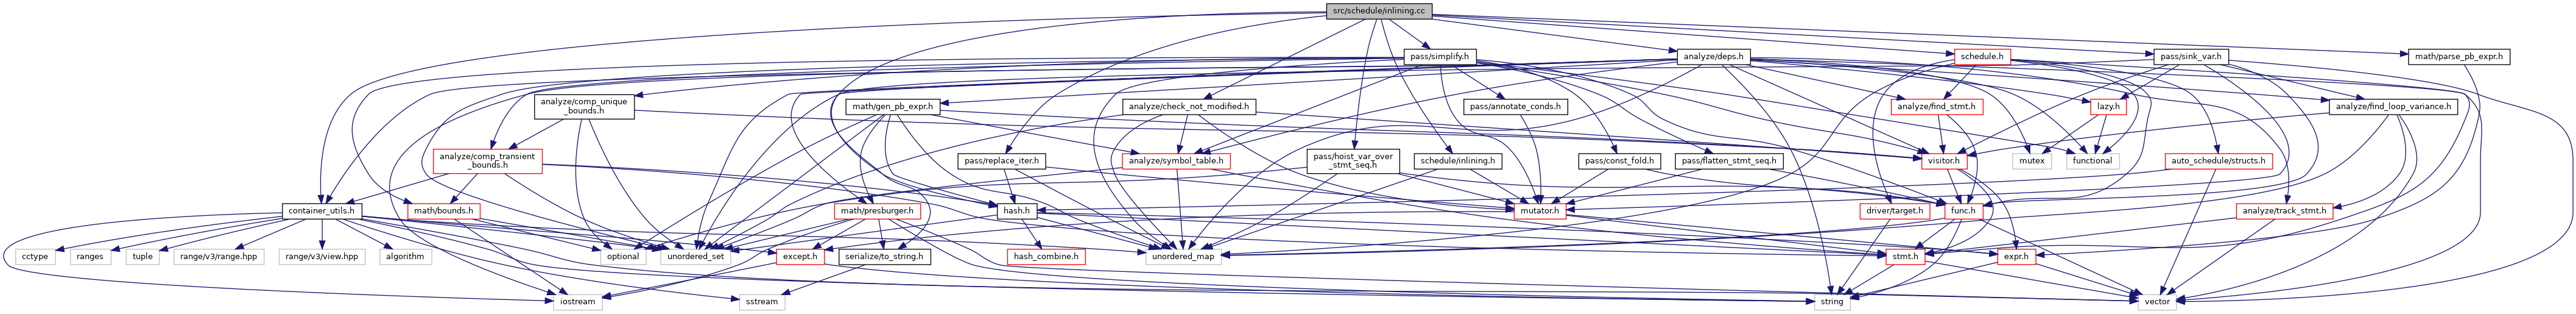 src/schedule/inlining.cc
pass/simplify.h
analyze/deps.h
schedule.h
pass/sink_var.h
math/parse_pb_expr.h
analyze/comp_unique
_bounds.h
math/gen_pb_expr.h
analyze/check_not_modified.h
pass/annotate_conds.h
analyze/find_stmt.h
lazy.h
analyze/find_loop_variance.h
analyze/comp_transient
_bounds.h
pass/replace_iter.h
analyze/symbol_table.h
pass/hoist_var_over
_stmt_seq.h
schedule/inlining.h
pass/const_fold.h
pass/flatten_stmt_seq.h
visitor.h
mutex
functional
auto_schedule/structs.h
container_utils.h
math/bounds.h
math/presburger.h
hash.h
mutator.h
driver/target.h
func.h
analyze/track_stmt.h
cctype
ranges
tuple
range/v3/range.hpp
range/v3/view.hpp
algorithm
optional
unordered_set
except.h
serialize/to_string.h
hash_combine.h
unordered_map
stmt.h
expr.h
iostream
sstream
string
vector